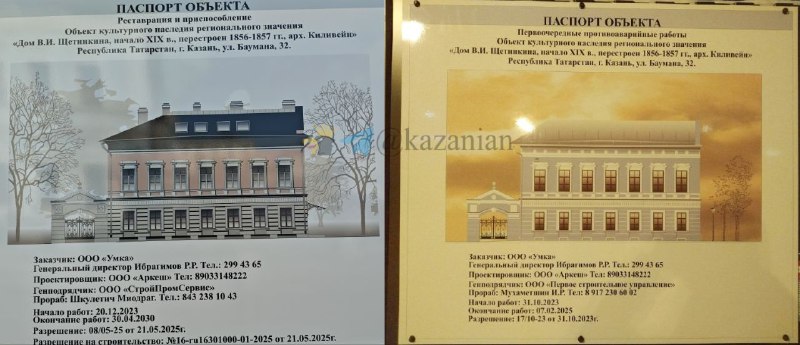 ПАСПОРТ ОБЪЕКТА
Реставрация и приспособление
Объект культурного наследия регионального значения
«Дом В.И. Щетинкина, начало XIX в., перестроен 1856-1857 гг., арх. Киливейн»
Республика Татарстан, г. Казань, ул. Баумана, 32.
Заказчик: ООО «Умка»
Генеральный директор Ибрагимов Р.Р. Тел.: 299 43 65
Проектировщик: ООО «Аркеш» Тел: 89033148222
Генподрядчик: ООО «СтройПромСервис»
Прораб: Шкулетич Миодраг. Тел.: 843 238 10 43
Начало работ: 20.12.2023
Окончание работ: 30.04.2030
Разрешение: 08/05-25 от 21.05.2025г.
Разрешение на строительство: №16-ru16301000-01-2025 от 21.05.2025г.
@kazanian
ПАСПОРТ ОБЪЕКТА
Первоочередные противоаварийные работы
Объект культурного наследия регионального значения
«Дом В.И. Щетинкина, начало XIX в., перестроен 1856-1857 гг., арх. Киливейн»
Республика Татарстан, г. Казань, ул. Баумана, 32.
Заказчик: ООО «Умка»
Генеральный директор Ибрагимов Р.Р. Тел.: 299 43 65
Проектировщик: ООО «Аркеш» Тел: 89033148222
Генподрядчик: ООО «Первое строительное управление»
Прораб: Мухаметшин И.Р. Тел: 8 917 230 60 02
Начало работ: 31.10.2023
Окончание работ: 07.02.2025
Разрешение: 17/10-23 от 31.10.2023г.